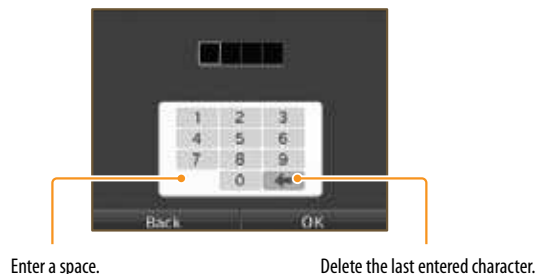 1 2 3
4 5 6
7 8 9
0
Back OK
Enter a space. Delete the last entered character.